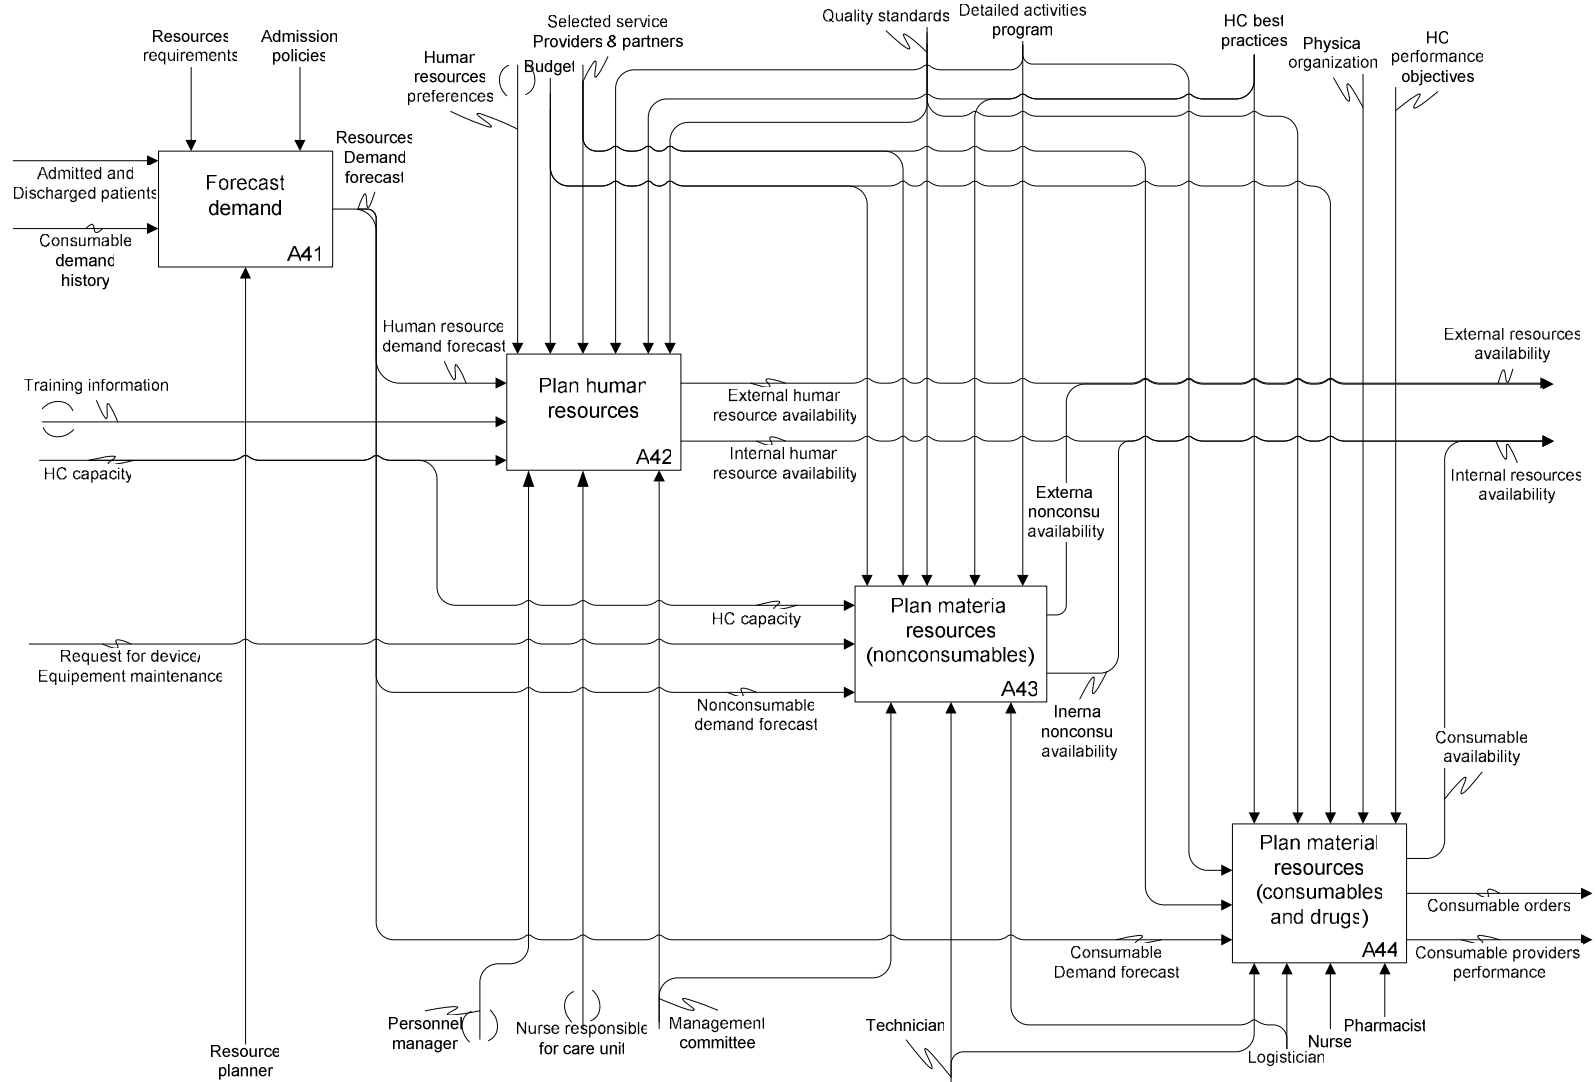 Resources
requirements
Admission
policies
Human
resources
preferences
Budget
Selected service
Providers & partners
Quality standards
Detailed activities
program
HC best
practices
Physica
organization
HC
performance
objectives
Resources
Demand
forecast
Admitted and
Discharged patients
Consumable
demand
history
Forecast
demand
A41
Human resource
demand forecast
Training information
HC capacity
Plan human
resources
A42
External human
resource availability
Internal human
resource availability
External resources
availability
Internal resources
availability
Externa
nonconsu
availability
HC capacity
Request for device/
Equipement maintenance
Nonconsumable
demand forecast
Plan materia
resources
(nonconsumables)
A43
Inerna
nonconsu
availability
Consumable
availability
Plan material
resources
(consumables
and drugs)
A44
Consumable orders
Consumable providers
performance
Consumable
Demand forecast
Personnel
manager
Nurse responsible
for care unit
Management
committee
Technician
Logistician
Nurse
Pharmacist
Resource
planner